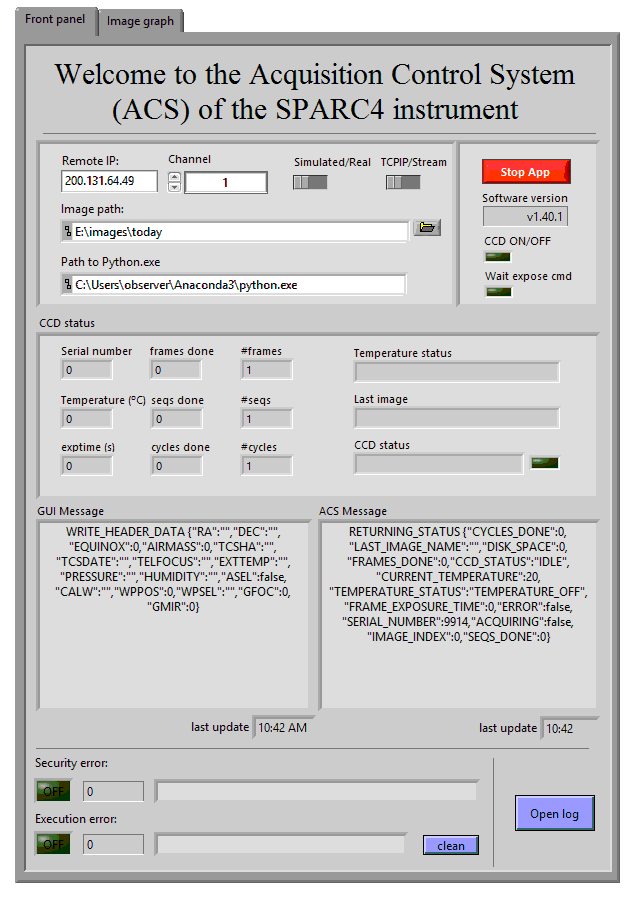 Front panel
Image graph
Welcome to the Acquisition Control System
(ACS) of the SPARC4 instrument
Remote IP:
Channel
Simulated/Real
TCPIP/Stream
200.131.64.49
1
Image path:
E:\images\today
Path to Python.exe
C:\Users\observer\Anaconda3\python.exe
Stop App
Software version
v1.40.1
CCD ON/OFF
Wait expose cmd
CCD status
Serial number
frames done
#frames
Temperature status
0
0
1
Temperature (ºC)
seqs done
#seqs
Last image
0
0
1
exptime (s)
cycles done
#cycles
CCD status
0
0
1
GUI Message
WRITE_HEADER_DATA {"RA":"","DEC":"",
"EQUINOX":0,"AIRMASS":0,"TCSHA":"",
"TCSDATE":"","TELFOCUS":"","EXTTEMP":"",
"PRESSURE":"","HUMIDITY":"","ASEL":false,
"CALW":"","WPPOS":0,"WPSEL":"","GFOC":0,
"GMIR":0}
last update
10:42 AM
ACS Message
RETURNING_STATUS {"CYCLES_DONE":0,
"LAST_IMAGE_NAME":"","DISK_SPACE":0,
"FRAMES_DONE":0,"CCD_STATUS":"IDLE",
"CURRENT_TEMPERATURE":20,
"TEMPERATURE_STATUS":"TEMPERATURE_OFF",
"FRAME_EXPOSURE_TIME":0,"ERROR":false,
"SERIAL_NUMBER":9914,"ACQUIRING":false,
"IMAGE_INDEX":0,"SEQS_DONE":0}
last update
10:42
Security error:
OFF
0
Execution error:
OFF
0
clean
Open log